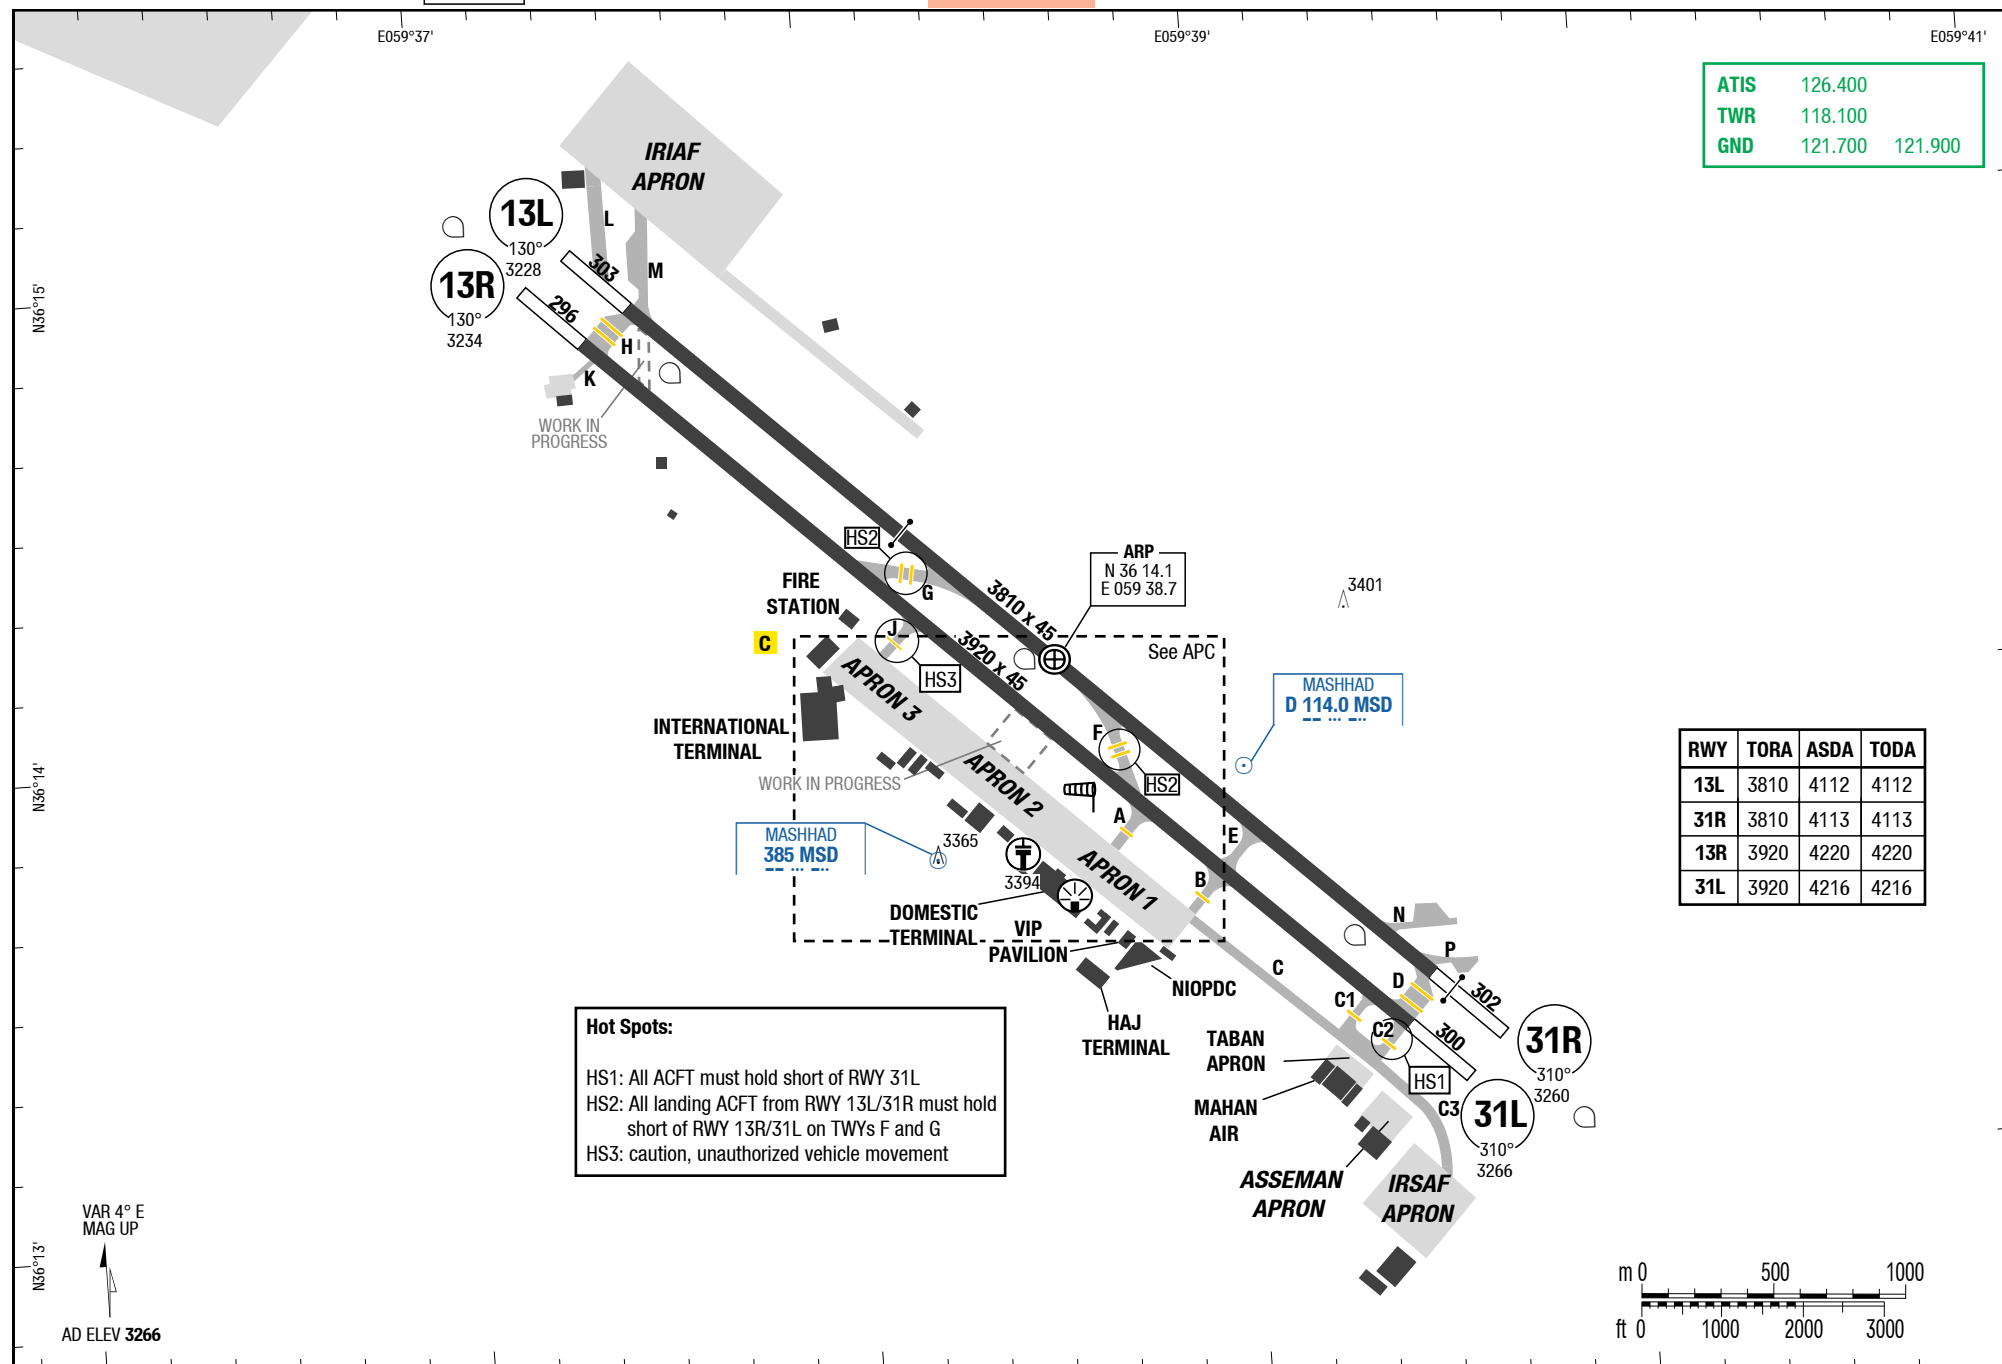 E059°37'
E059°39'
E059°41'
ATIS 126.400
TWR 118.100
GND 121.700 121.900
IRIAF
APRON
13L
130°
3228
13R
130°
3234
L
M
303
296
H
K
N36°15'
WORK IN
PROGRESS
HS2
G
FIRE
STATION
J
C
HS3
3810 x 45
3920 x 45
ARP
N 36 14.1
E 059 38.7
See APC
3401
MASHHAD
D 114.0 MSD
INTERNATIONAL
TERMINAL
APRON 3
WORK IN PROGRESS
APRON 2
F
HS2
A
E
B
N36°14'
MASHHAD
385 MSD
3365
3394
APRON 1
DOMESTIC
TERMINAL
VIP
PAVILION
NIOPDC
HAJ
TERMINAL
RWY TORA ASDA TODA
13L 3810 4112 4112
31R 3810 4113 4113
13R 3920 4220 4220
31L 3920 4216 4216
N
P
C
D
C1
C2
302
300
31R
310°
3260
HS1
C3
31L
310°
3266
TABAN
APRON
MAHAN
AIR
ASSEMAN
APRON
IRSAF
APRON
Hot Spots:
HS1: All ACFT must hold short of RWY 31L
HS2: All landing ACFT from RWY 13L/31R must hold
short of RWY 13R/31L on TWYs F and G
HS3: caution, unauthorized vehicle movement
VAR 4° E
MAG UP
N36°13'
AD ELEV 3266
m 0 500 1000
ft 0 1000 2000 3000